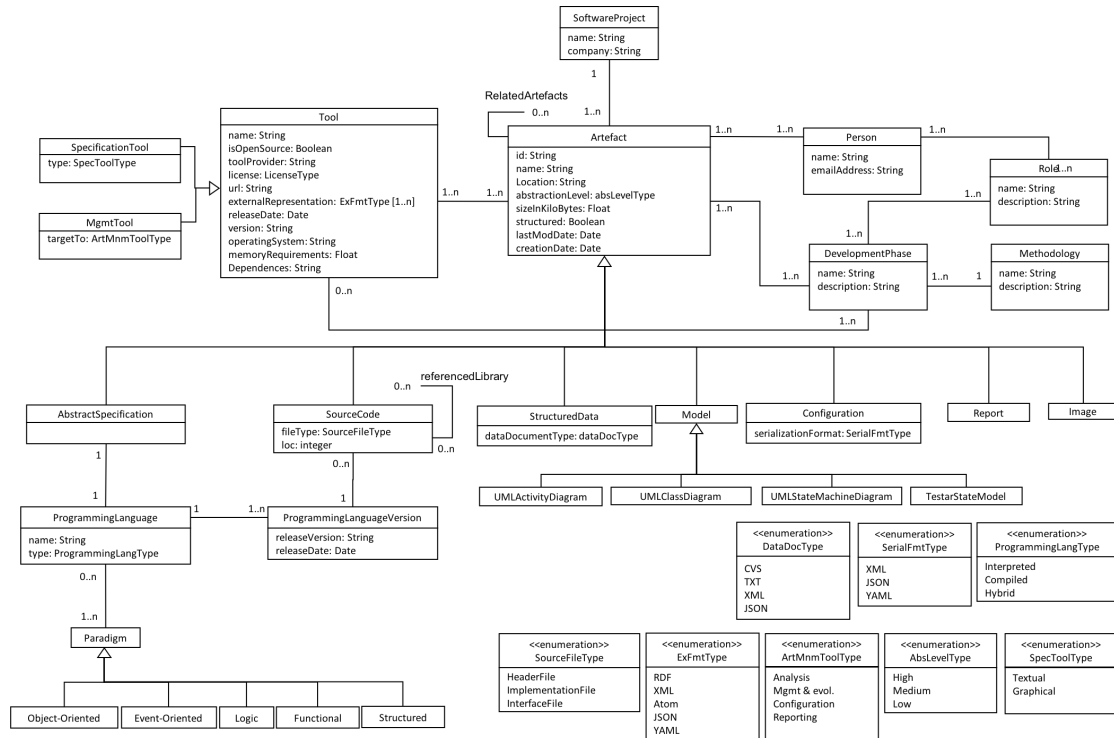 SoftwareProject
name: String
company: String
1
1..n
RelatedArtefacts
0..n
Tool
name: String
isOpenSource: Boolean
toolProvider: String
license: LicenseType
url: String
externalRepresentation: ExFmtType [1..n]
releaseDate: Date
version: String
operatingSystem: String
memoryRequirements: Float
Dependences: String
SpecificationTool
type: SpecToolType
MgmtTool
targetTo: ArtMnmToolType
1..n
1..n
0..n
Artefact
id: String
name: String
Location: String
abstractionLevel: absLevelType
sizeInKiloBytes: Float
structured: Boolean
lastModDate: Date
creationDate: Date
1..n
1..n
1..n
1..n
Person
name: String
emailAddress: String
1..n
1..n
Role
name: String
description: String
1..n
1..n
DevelopmentPhase
name: String
description: String
1..n
1..n
1
Methodology
name: String
description: String
AbstractSpecification
1
1
SourceCode
fileType: SourceFileType
loc: integer
0..n
referencedLibrary
0..n
0..n
1
StructuredData
dataDocumentType: dataDocType
Model
Configuration
serializationFormat: SerialFmtType
Report
Image
UMLActivityDiagram
UMLClassDiagram
UMLStateMachineDiagram
TestarStateModel
ProgrammingLanguage
name: String
type: ProgrammingLangType
1
1..n
ProgrammingLanguageVersion
releaseVersion: String
releaseDate: Date
0..n
1..n
Paradigm
Object-Oriented
Event-Oriented
Logic
Functional
Structured
<<enumeration>>
DataDocType
CVS
TXT
XML
JSON
<<enumeration>>
SerialFmtType
XML
JSON
YAML
<<enumeration>>
ProgrammingLangType
Interpreted
Compiled
Hybrid
<<enumeration>>
SourceFileType
HeaderFile
ImplementationFile
InterfaceFile
<<enumeration>>
ExFmtType
RDF
XML
Atom
JSON
YAML
<<enumeration>>
ArtMnmToolType
Analysis
Mgmt & evol.
Configuration
Reporting
<<enumeration>>
AbsLevelType
High
Medium
Low
<<enumeration>>
SpecToolType
Textual
Graphical